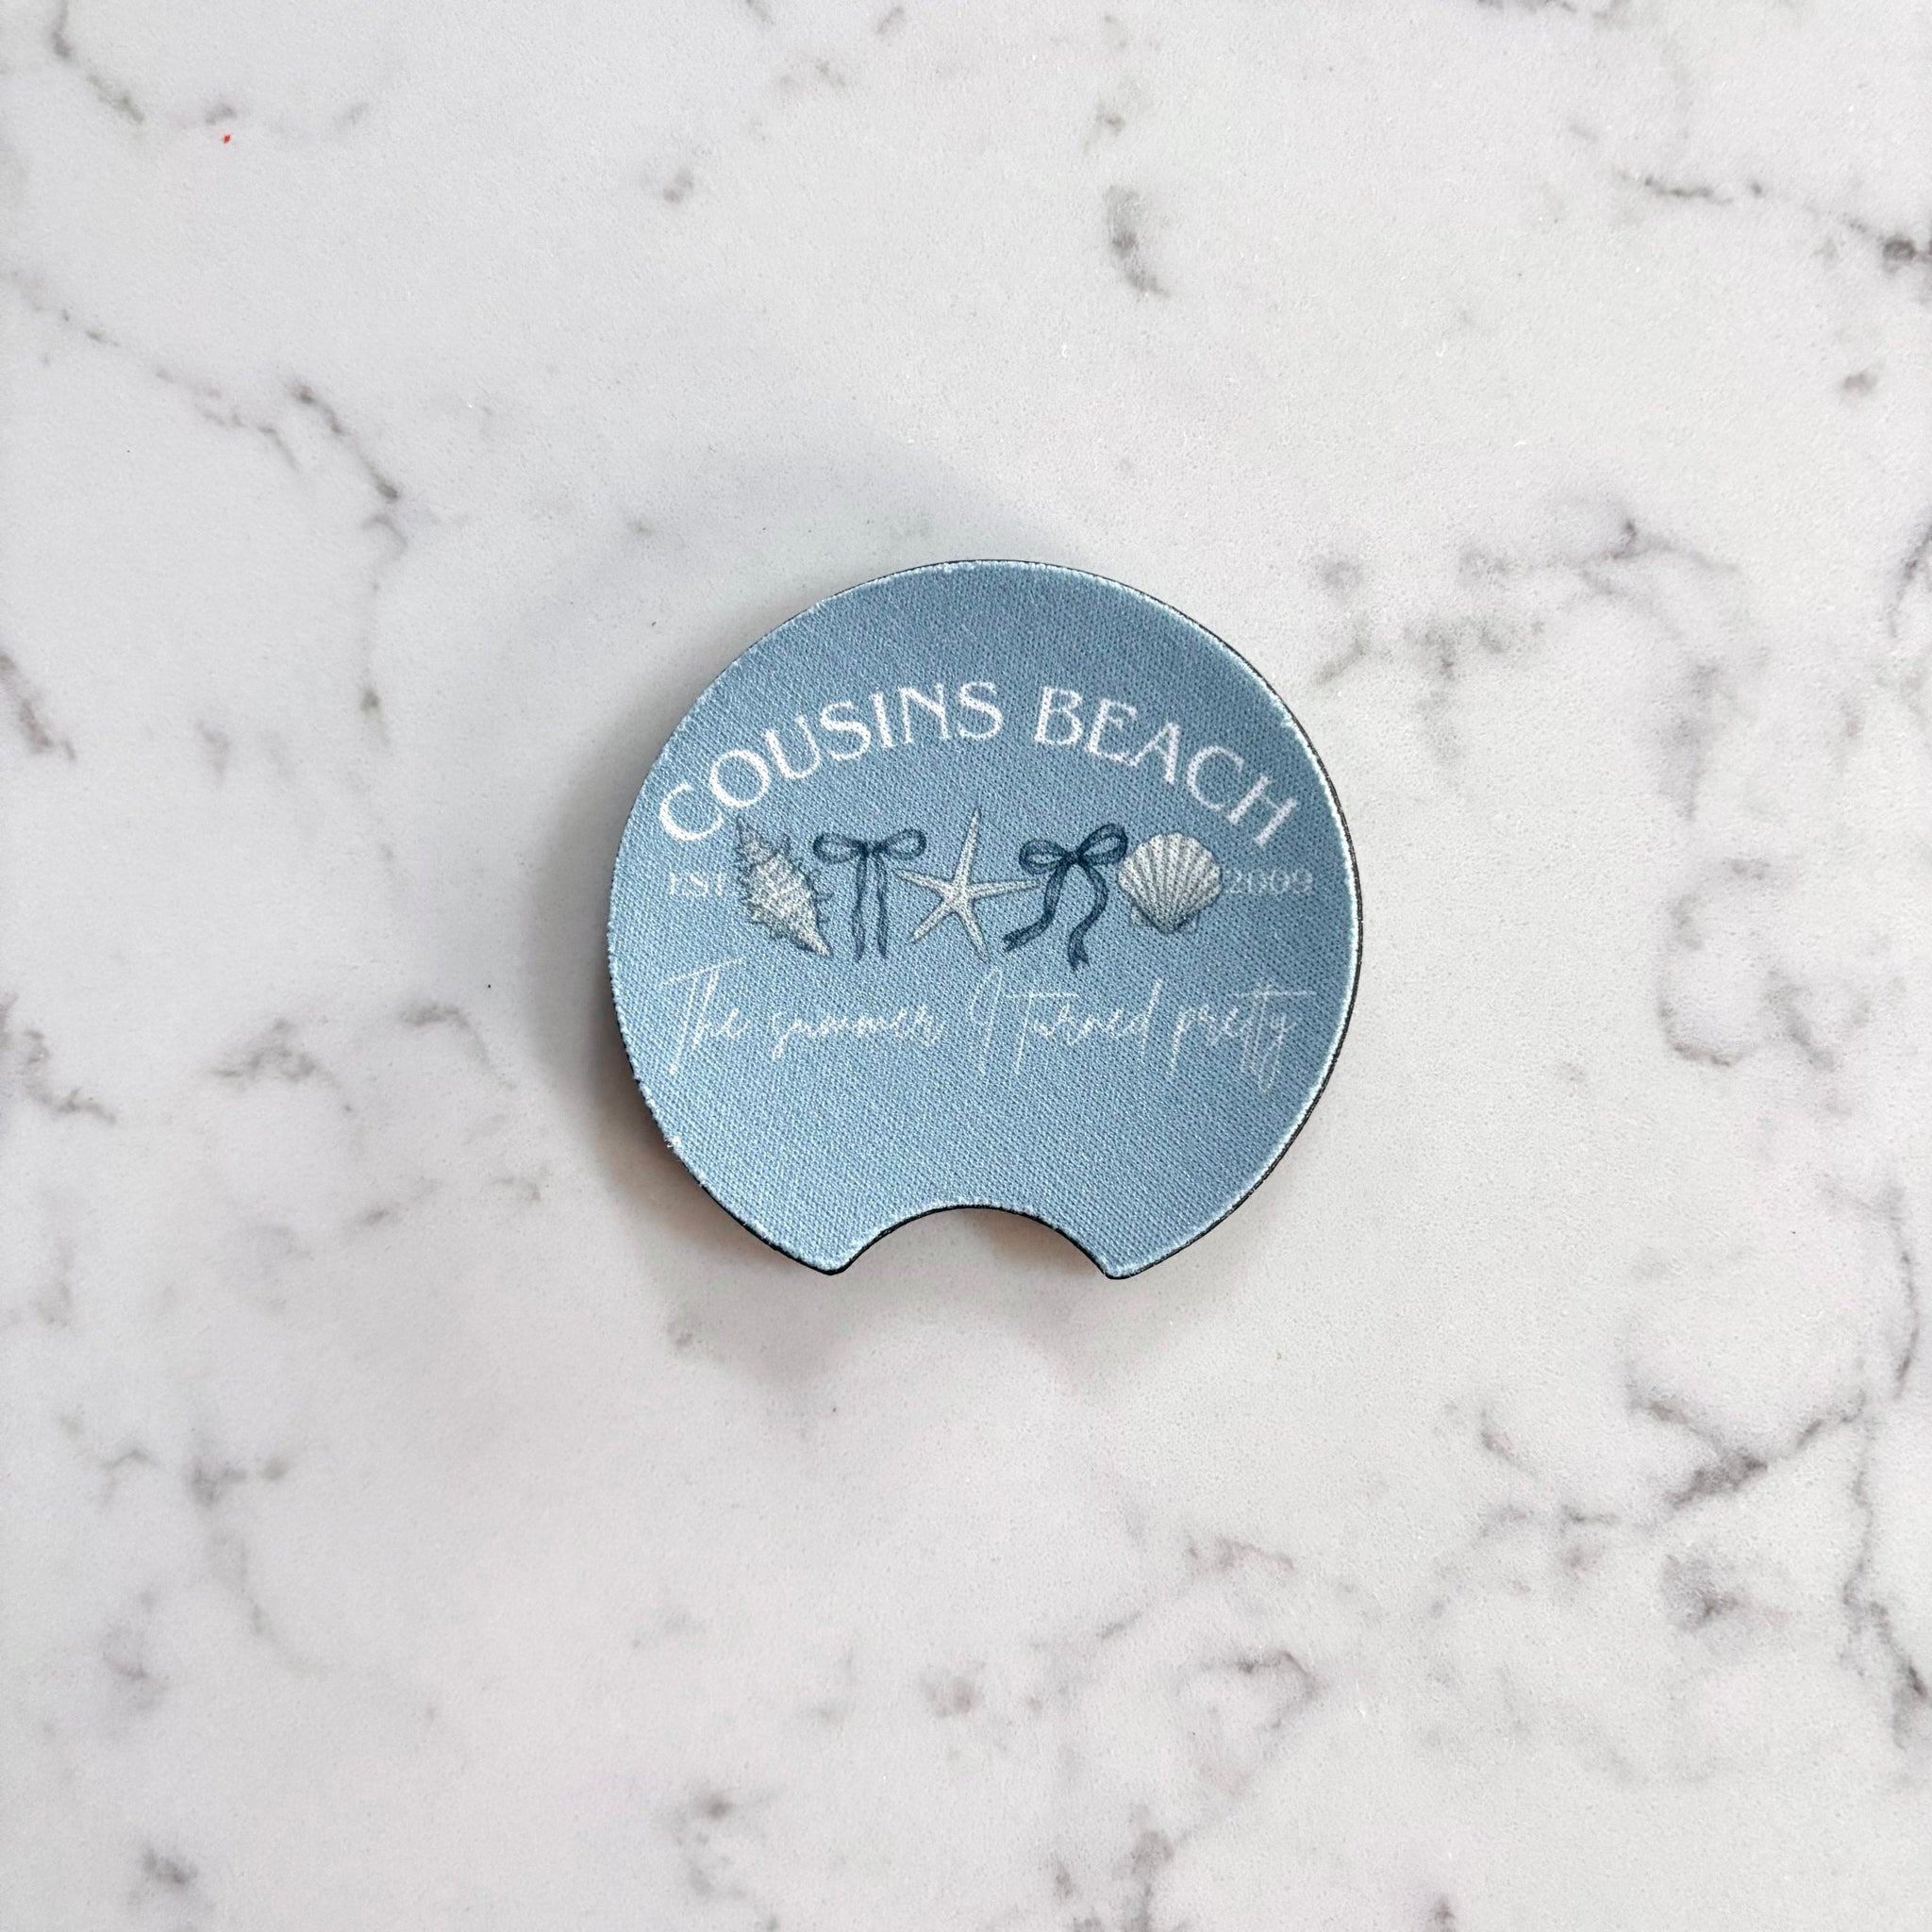 COUSINS BEACH
EST 2009
The summer I turned pretty